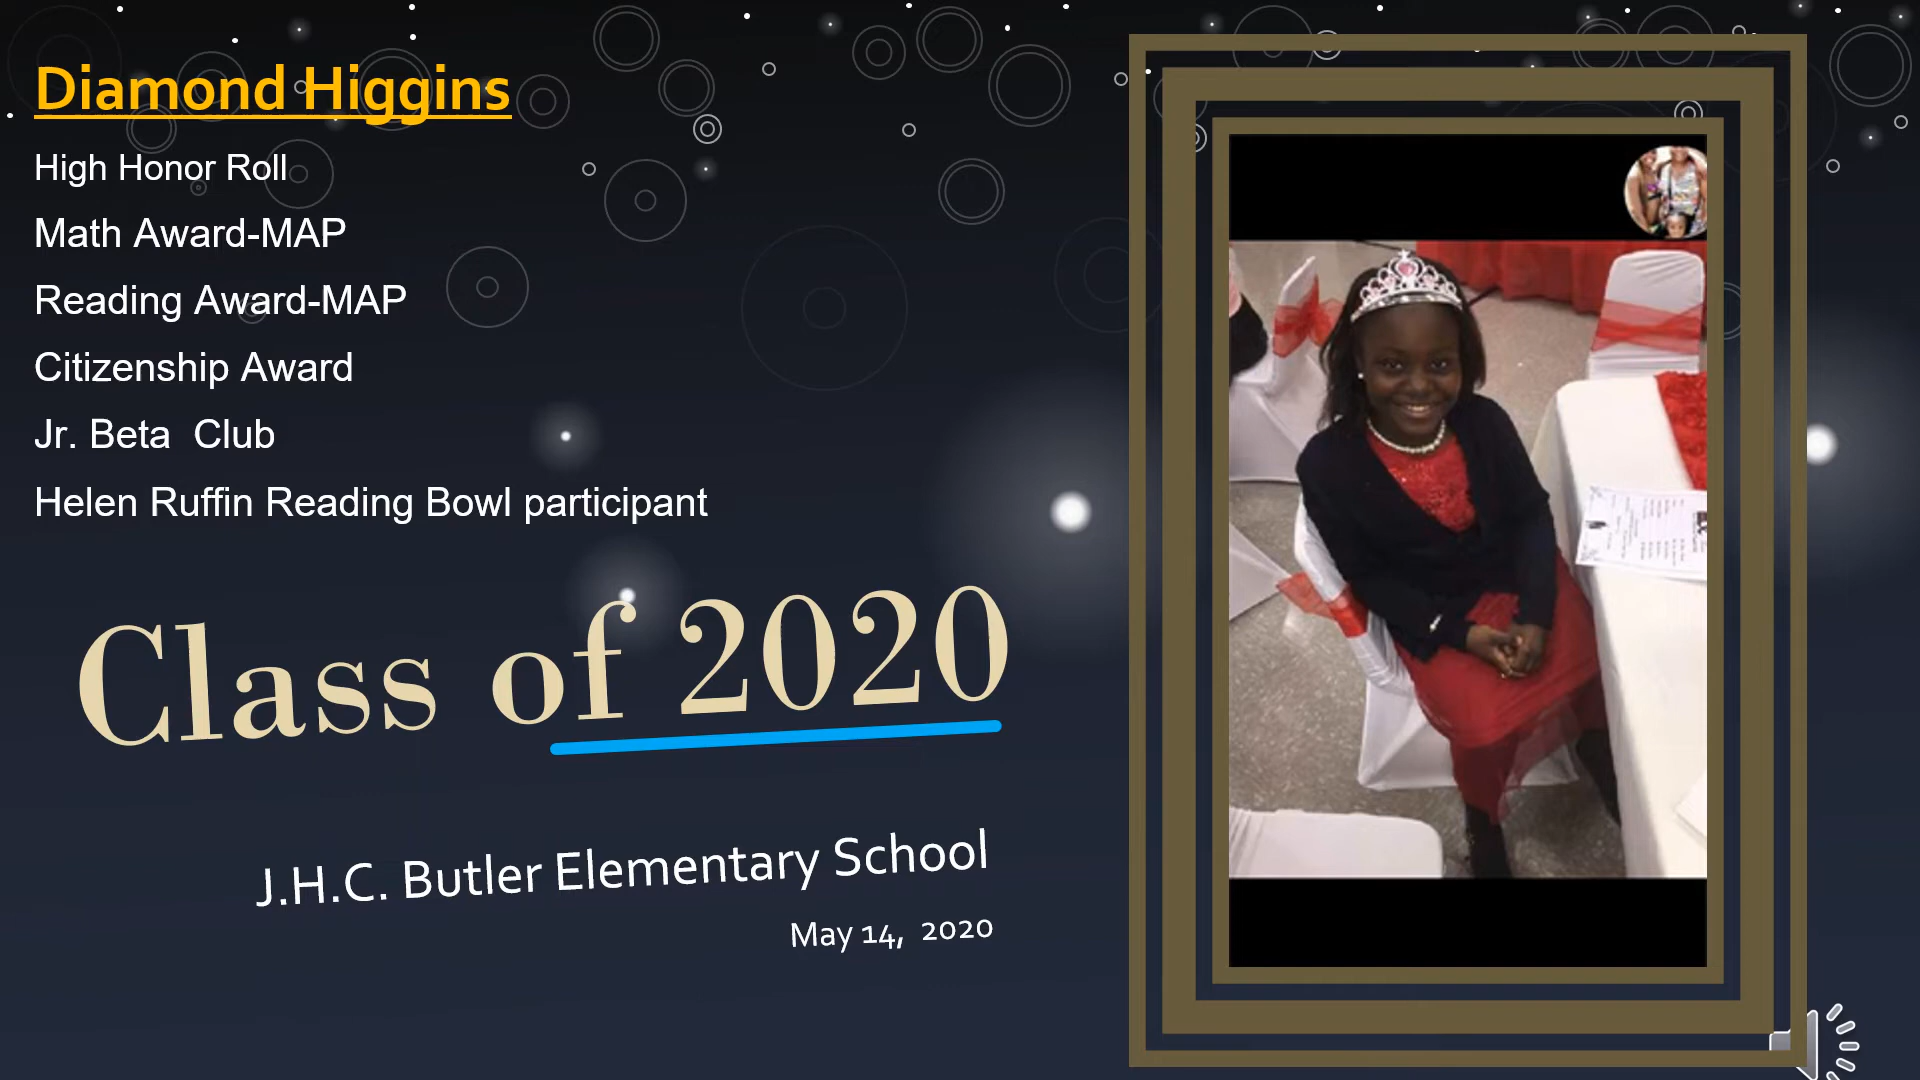 Diamond Higgins
High Honor Roll
Math Award-MAP
Reading Award-MAP
Citizenship Award
Jr. Beta  Club
Helen Ruffin Reading Bowl participant
Class of 2020
J.H.C. Butler Elementary School
May 14,  2020